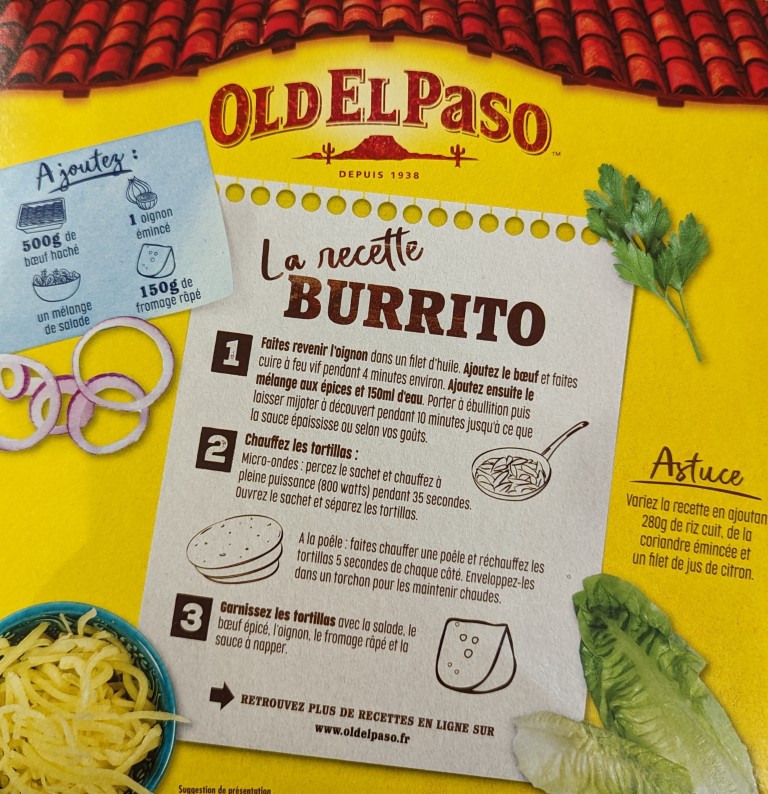 OLD EL PASO
™
DEPUIS 1938
Ajoutez :
500g de
bœuf haché
1 oignon
émincé
un mélange
de salade
150g de
fromage râpé
La recette
BURRITO
1
Faites revenir l'oignon dans un filet d'huile. Ajoutez le bœuf et faites
cuire à feu vif pendant 4 minutes environ. Ajoutez ensuite le
mélange aux épices et 150ml d'eau. Porter à ébullition puis
laisser mijoter à découvert pendant 10 minutes jusqu'à ce que
la sauce épaississe ou selon vos goûts.
2
Chauffez les tortillas :
Micro-ondes : percez le sachet et chauffez à
pleine puissance (800 watts) pendant 35 secondes.
Ouvrez le sachet et séparez les tortillas.
A la poêle : faites chauffer une poêle et réchauffez les
tortillas 5 secondes de chaque côté. Enveloppez-les
dans un torchon pour les maintenir chaudes.
3
Garnissez les tortillas avec la salade, le
bœuf épicé, l'oignon, le fromage râpé et la
sauce à napper.
RETROUVEZ PLUS DE RECETTES EN LIGNE SUR
www.oldelpaso.fr
Astuce
Variez la recette en ajoutan
280g de riz cuit, de la
coriandre émincée et
un filet de jus de citron.
Suggestion de présentation